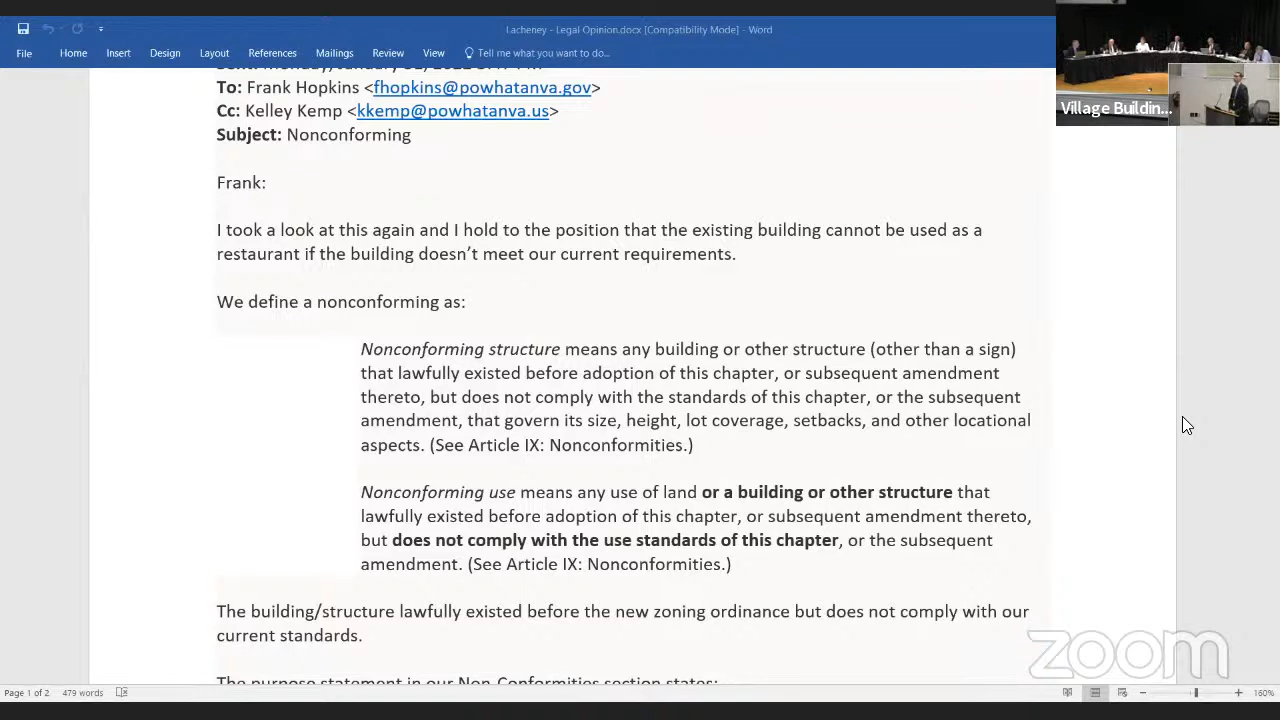 Lacheney - Legal Opinion.docx [Compatibility Mode] - Word
File Home Insert Design Layout References Mailings Review View Tell me what you want to do...
Village Buildin...
To: Frank Hopkins <fhopkins@powhatanva.gov>
Cc: Kelley Kemp <kkemp@powhatanva.us>
Subject: Nonconforming
Frank:
I took a look at this again and I hold to the position that the existing building cannot be used as a
restaurant if the building doesn’t meet our current requirements.
We define a nonconforming as:
Nonconforming structure means any building or other structure (other than a sign)
that lawfully existed before adoption of this chapter, or subsequent amendment
thereto, but does not comply with the standards of this chapter, or the subsequent
amendment, that govern its size, height, lot coverage, setbacks, and other locational
aspects. (See Article IX: Nonconformities.)
Nonconforming use means any use of land or a building or other structure that
lawfully existed before adoption of this chapter, or subsequent amendment thereto,
but does not comply with the use standards of this chapter, or the subsequent
amendment. (See Article IX: Nonconformities.)
The building/structure lawfully existed before the new zoning ordinance but does not comply with our
current standards.
The purpose statement in our Non-Conformities section states:
zoom
Page 1 of 2 479 words
160%